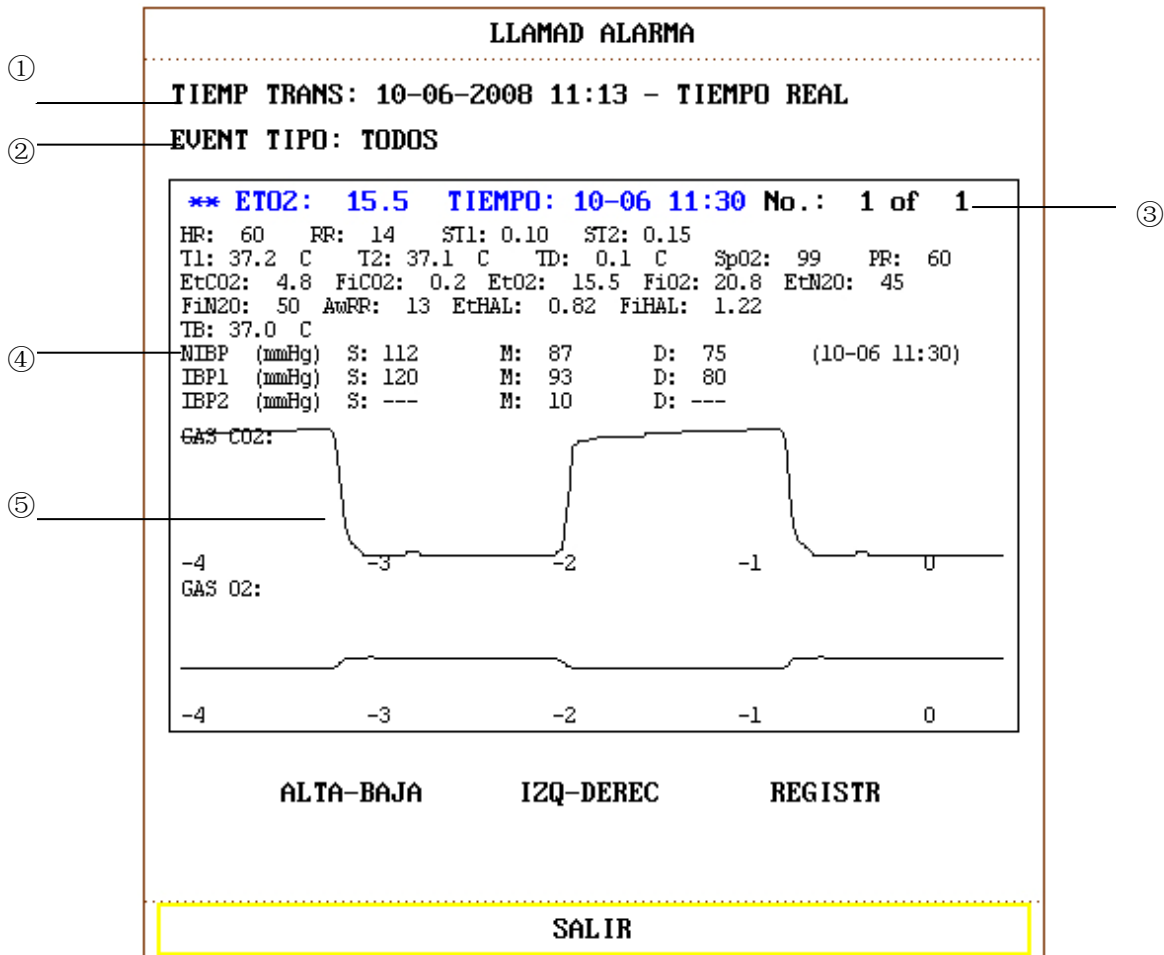 LLAMAD ALARMA
①
TIEMP TRANS: 10-06-2008 11:13 - TIEMPO REAL
② EVENT TIPO: TODOS
** ETO2: 15.5 TIEMPO: 10-06 11:30 No.: 1 of 1 ③
HR: 60 RR: 14 ST1: 0.10 ST2: 0.15
T1: 37.2 C T2: 37.1 C TD: 0.1 C SpO2: 99 PR: 60
EtCO2: 4.8 FiCO2: 0.2 EtO2: 15.5 FiO2: 20.8 EtN2O: 45
FiN2O: 50 AwRR: 13 EtHAL: 0.82 FiHAL: 1.22
TB: 37.0 C
④ NIBP (mmHg) S: 112 M: 87 D: 75 (10-06 11:30)
IBP1 (mmHg) S: 120 M: 93 D: 80
IBP2 (mmHg) S: --- M: 10 D: ---
GAS CO2:
⑤
-4 -3 -2 -1 0
GAS O2:
-4 -3 -2 -1 0
ALTA-BAJA IZQ-DEREC REGISTR
SALIR